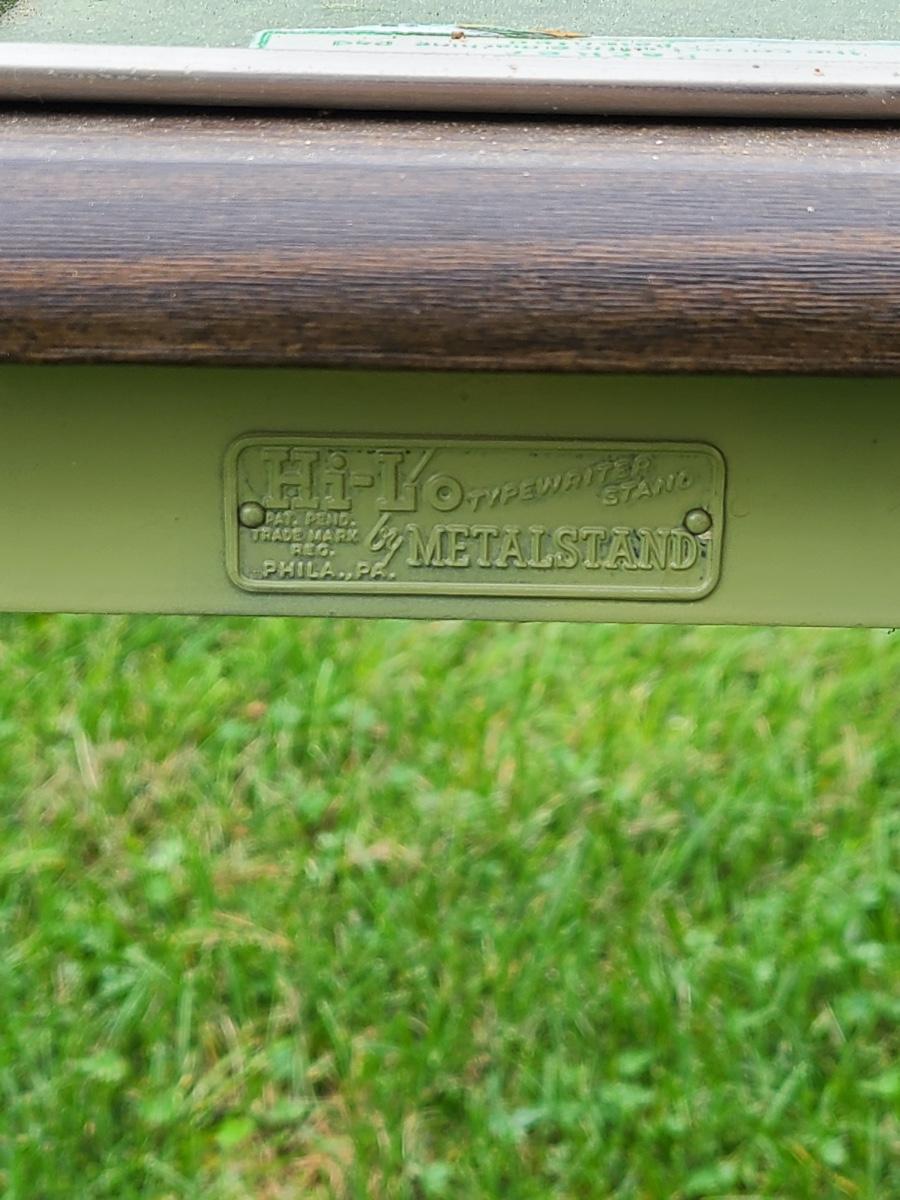 Hi-Lo TYPEWRITER
STAND
PAT. PEND.
TRADE MARK
REG.
by METALSTAND
PHILA., PA.